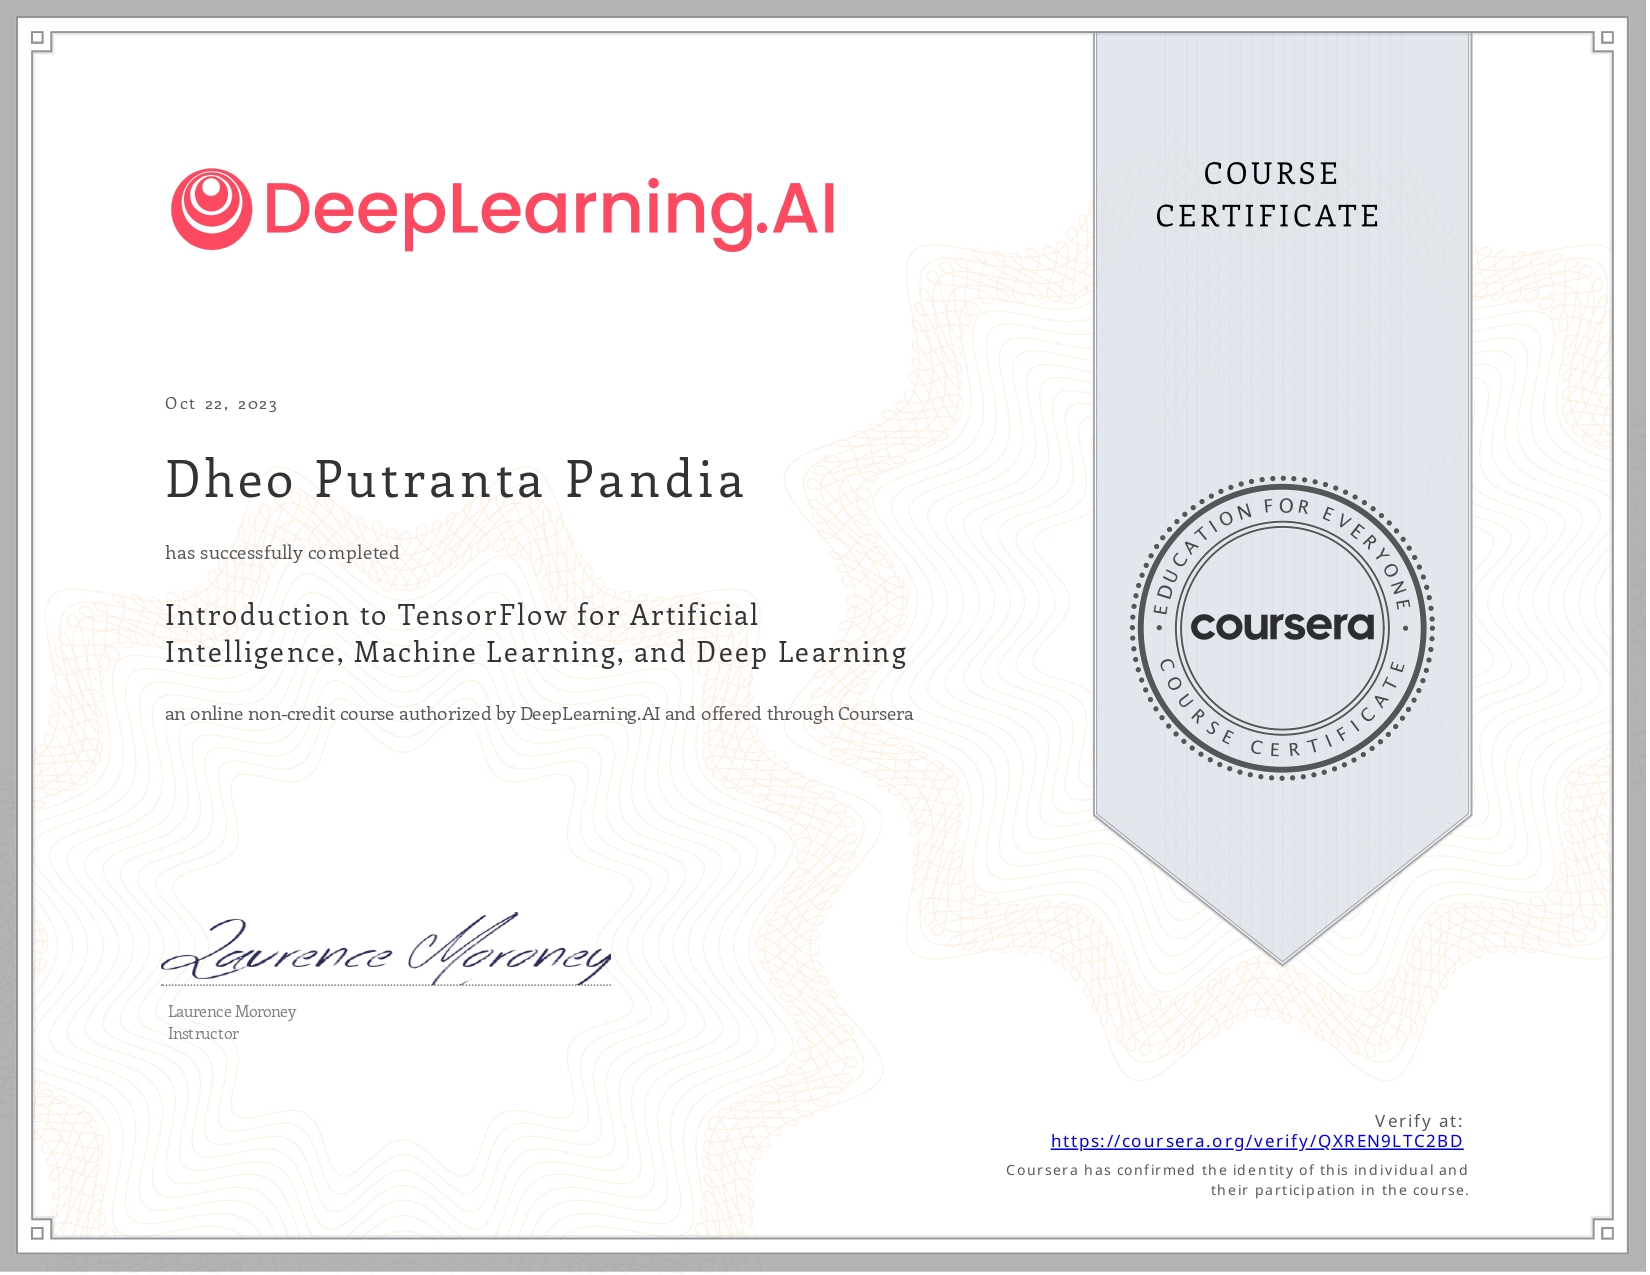 DeepLearning.AI
COURSE
CERTIFICATE
Oct 22, 2023
Dheo Putranta Pandia
has successfully completed
Introduction to TensorFlow for Artificial
Intelligence, Machine Learning, and Deep Learning
an online non-credit course authorized by DeepLearning.AI and offered through Coursera
EDUCATION FOR EVERYONE
coursera
COURSE CERTIFICATE
Laurence Moroney
Laurence Moroney
Instructor
Verify at:
https://coursera.org/verify/QXREN9LTC2BD
Coursera has confirmed the identity of this individual and
their participation in the course.